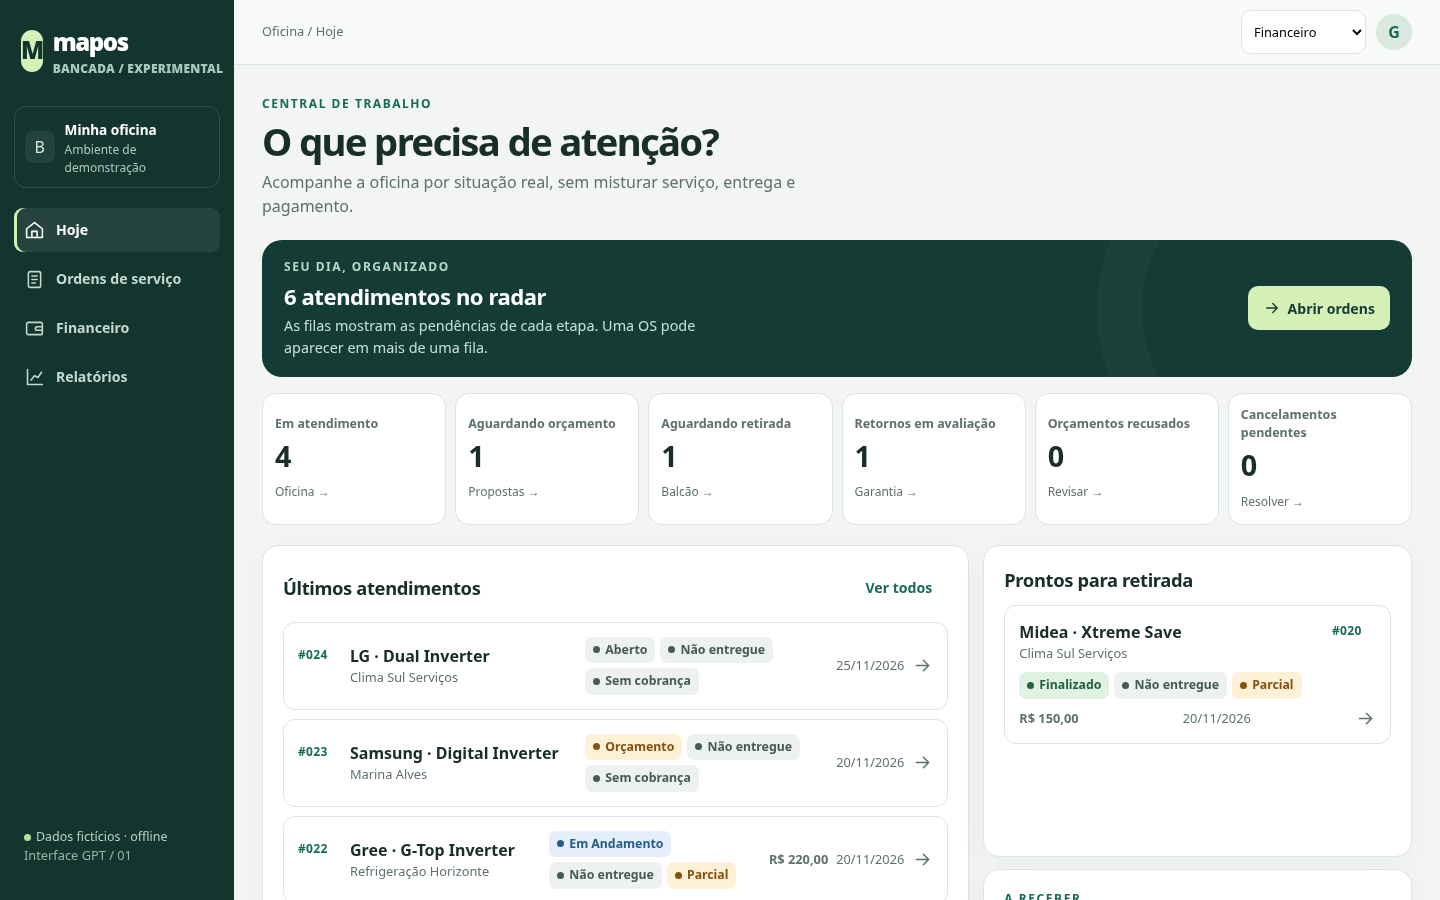 M
mapos
BANCADA / EXPERIMENTAL
B
Minha oficina
Ambiente de
demonstração
Hoje
Ordens de serviço
Financeiro
Relatórios
Dados fictícios · offline
Interface GPT / 01
Oficina / Hoje
Financeiro
G
CENTRAL DE TRABALHO
O que precisa de atenção?
Acompanhe a oficina por situação real, sem misturar serviço, entrega e
pagamento.
SEU DIA, ORGANIZADO
6 atendimentos no radar
As filas mostram as pendências de cada etapa. Uma OS pode
aparecer em mais de uma fila.
→ Abrir ordens
Em atendimento
4
Oficina →
Aguardando orçamento
1
Propostas →
Aguardando retirada
1
Balcão →
Retornos em avaliação
1
Garantia →
Orçamentos recusados
0
Revisar →
Cancelamentos
pendentes
0
Resolver →
Últimos atendimentos
Ver todos
#024
LG · Dual Inverter
Clima Sul Serviços
Aberto
Não entregue
Sem cobrança
25/11/2026 →
#023
Samsung · Digital Inverter
Marina Alves
Orçamento
Não entregue
Sem cobrança
20/11/2026 →
#022
Gree · G-Top Inverter
Refrigeração Horizonte
Em Andamento
Não entregue
Parcial
R$ 220,00 20/11/2026 →
Prontos para retirada
Midea · Xtreme Save
#020
Clima Sul Serviços
Finalizado
Não entregue
Parcial
R$ 150,00
20/11/2026 →
A RECEBER